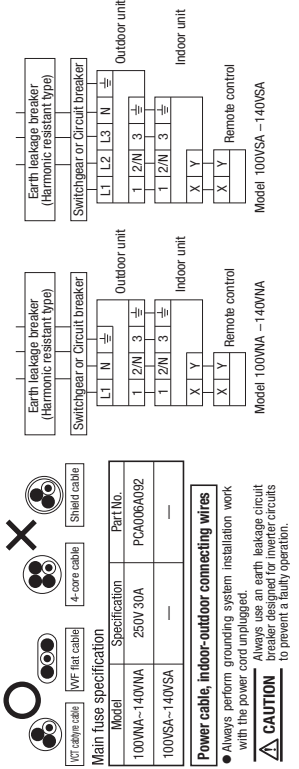 VCT cabtyre cable
VVF flat cable
4-core cable
Shield cable
Main fuse specification
Model Specification Part No.
100VNA~140VNA 250V 30A PCA006A092
100VSA~140VSA — —
Power cable, indoor-outdoor connecting wires
● Always perform grounding system installation work
with the power cord unplugged.
CAUTION
Always use an earth leakage circuit
breaker designed for inverter circuits
to prevent a faulty operation.
Earth leakage breaker
(Harmonic resistant type)
Switchgear or Circuit breaker
L1 N
Outdoor unit
1 2/N 3
1 2/N 3
Indoor unit
X Y
X Y
Remote control
Model 100VNA ~140VNA
Earth leakage breaker
(Harmonic resistant type)
Switchgear or Circuit breaker
L1 L2 L3 N
Outdoor unit
1 2/N 3
1 2/N 3
Indoor unit
X Y
X Y
Remote control
Model 100VSA ~140VSA